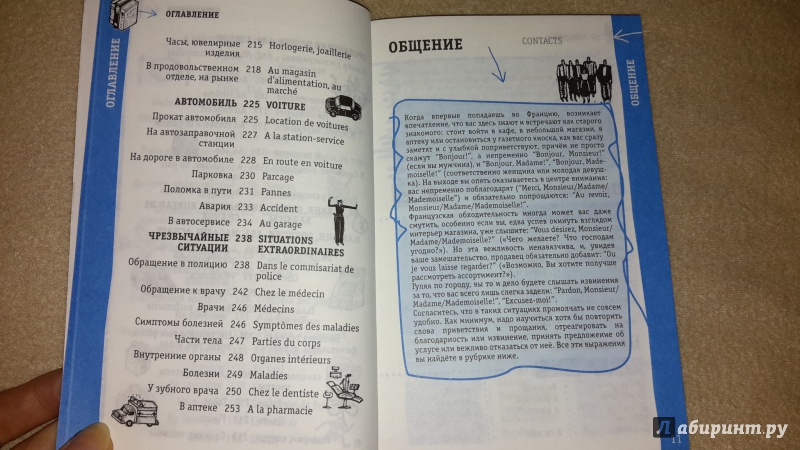 ОГЛАВЛЕНИЕ
ОГЛАВЛЕНИЕ
Часы, ювелирные 215 Horlogerie, joaillerie
изделия
В продовольственном 218 Au magasin
отделе, на рынке d'alimentation, au
marché
АВТОМОБИЛЬ 225 VOITURE
Прокат автомобиля 225 Location de voitures
На автозаправочной 227 A la station-service
станции
На дороге в автомобиле 228 En route en voiture
Парковка 230 Parcage
Поломка в пути 231 Pannes
Авария 233 Accident
В автосервисе 234 Au garage
ЧРЕЗВЫЧАЙНЫЕ 238 SITUATIONS
СИТУАЦИИ EXTRAORDINAIRES
Обращение в полицию 238 Dans le commisariat de
police
Обращение к врачу 242 Chez le médecin
Врачи 246 Médecins
Симптомы болезней 246 Symptômes des maladies
Части тела 247 Parties du corps
Внутренние органы 248 Organes intérieurs
Болезни 249 Maladies
У зубного врача 250 Chez le dentiste
В аптеке 253 A la pharmacie
ОБЩЕНИЕ CONTACTS
ОБЩЕНИЕ
Когда впервые попадаешь во Францию, возникает
впечатление, что вас здесь знают и встречают как старого
знакомого: стоит войти в кафе, в небольшой магазин, в
аптеку или остановиться у газетного киоска, как вас сразу
заметят и с улыбкой поприветствуют, причём не просто
скажут "Bonjour!", а непременно "Bonjour, Monsieur!"
(если вы мужчина), и "Bonjour, Madame!", "Bonjour, Made-
moiselle!" (соответственно женщина или молодая девуш-
ка). На выходе вы опять оказываетесь в центре внимания:
вас непременно поблагодарят ("Merci, Monsieur/Madame/
Mademoiselle") и обязательно попрощаются: "Au revoir,
Monsieur/Madame/Mademoiselle!".
Французская обходительность иногда может вас даже
смутить, особенно если вы, едва успев окинуть взглядом
интерьер магазина, уже слышите: "Vous désirez, Monsieur/
Madame/Mademoiselle?" («Чего желаете? Что господам
угодно?»). Но эта вежливость ненавязчива, и, увидев
ваше замешательство, продавец обязательно добавит: "Ou
je vous laisse regarder?" («Возможно, Вы хотите получше
рассмотреть ассортимент?»).
Гуляя по городу, вы то и дело будете слышать извинения
за то, что вас всего лишь слегка задели: "Pardon, Monsieur/
Madame/Mademoiselle!", "Excusez-moi!".
Согласитесь, что в таких ситуациях промолчать не совсем
удобно. Как минимум, надо научиться хотя бы повторить
слова приветствия и прощания, отреагировать на
благодарность или извинение, принять предложение об
услуге или вежливо отказаться от неё. Все эти выражения
вы найдёте в рубрике ниже.
11
Лабиринт.ру